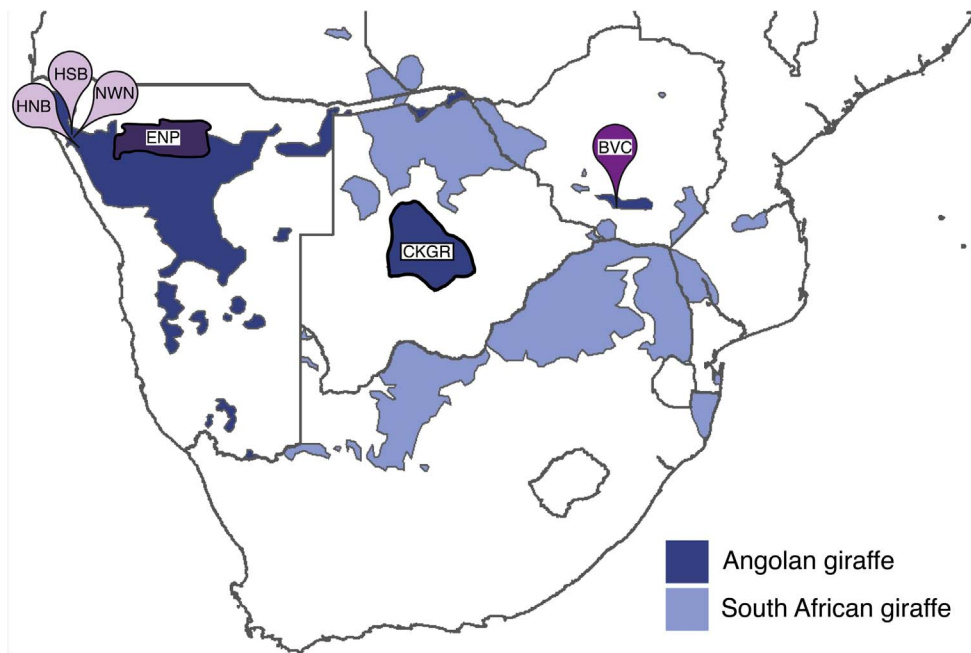 HSB
HNB
NWN
ENP
BVC
CKGR
Angolan giraffe
South African giraffe